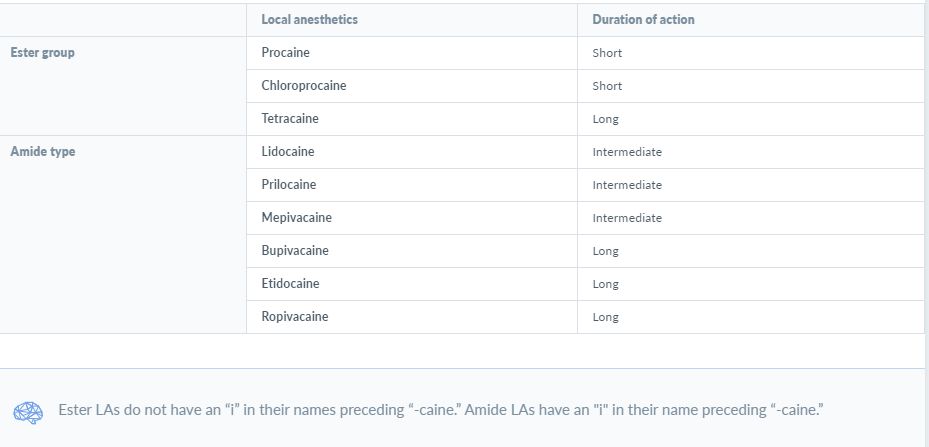 Local anesthetics Duration of action
Ester group Procaine Short
Chloroprocaine Short
Tetracaine Long
Amide type Lidocaine Intermediate
Prilocaine Intermediate
Mepivacaine Intermediate
Bupivacaine Long
Etidocaine Long
Ropivacaine Long
Ester LAs do not have an “i” in their names preceding “-caine.” Amide LAs have an "i" in their name preceding “-caine.”